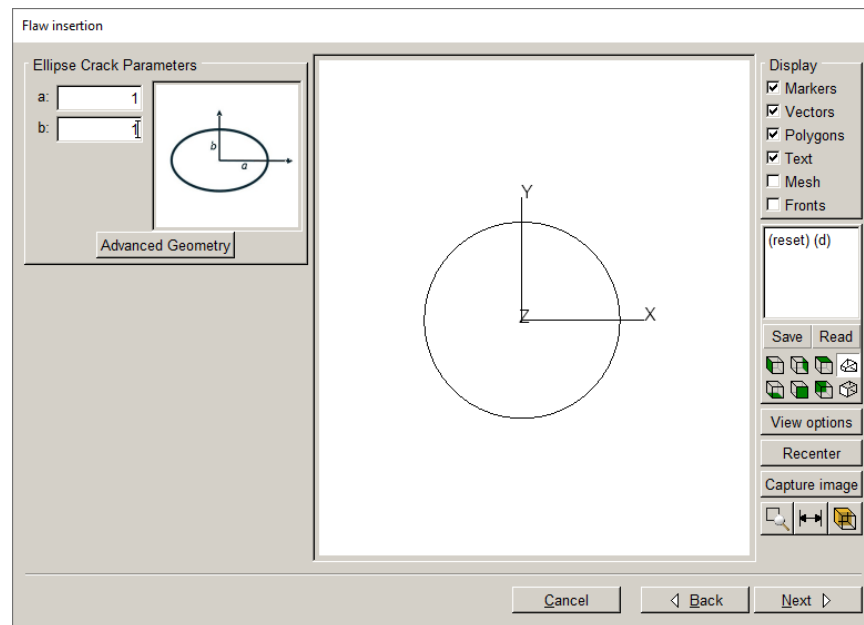 Flaw insertion
Ellipse Crack Parameters
a: 1
b: 1
b
a
Advanced Geometry
Y
Z
X
Display
Markers
Vectors
Polygons
Text
Mesh
Fronts
(reset) (d)
Save Read
View options
Recenter
Capture image
Cancel
Back
Next